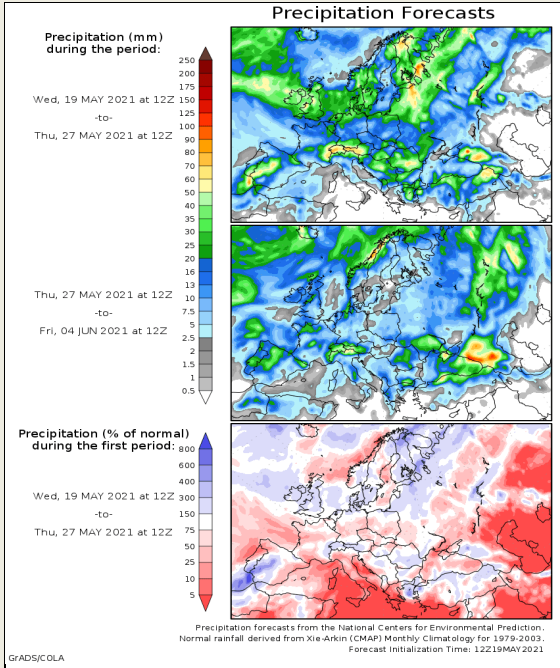 Precipitation Forecasts
Precipitation (mm)
during the period:
Wed, 19 MAY 2021 at 12Z
-to-
Thu, 27 MAY 2021 at 12Z
250
200
175
150
125
100
90
80
70
60
50
40
35
30
25
20
16
13
10
7.5
5
2.5
2
1.5
1
0.5
Thu, 27 MAY 2021 at 12Z
-to-
Fri, 04 JUN 2021 at 12Z
Precipitation (% of normal)
during the first period:
Wed, 19 MAY 2021 at 12Z
-to-
Thu, 27 MAY 2021 at 12Z
800
600
400
300
150
75
50
25
10
5
Precipitation forecasts from the National Centers for Environmental Prediction.
Normal rainfall derived from Xie-Arkin (CMAP) Monthly Climatology for 1979-2003.
Forecast Initialization Time: 12Z19MAY2021
GrADS/COLA